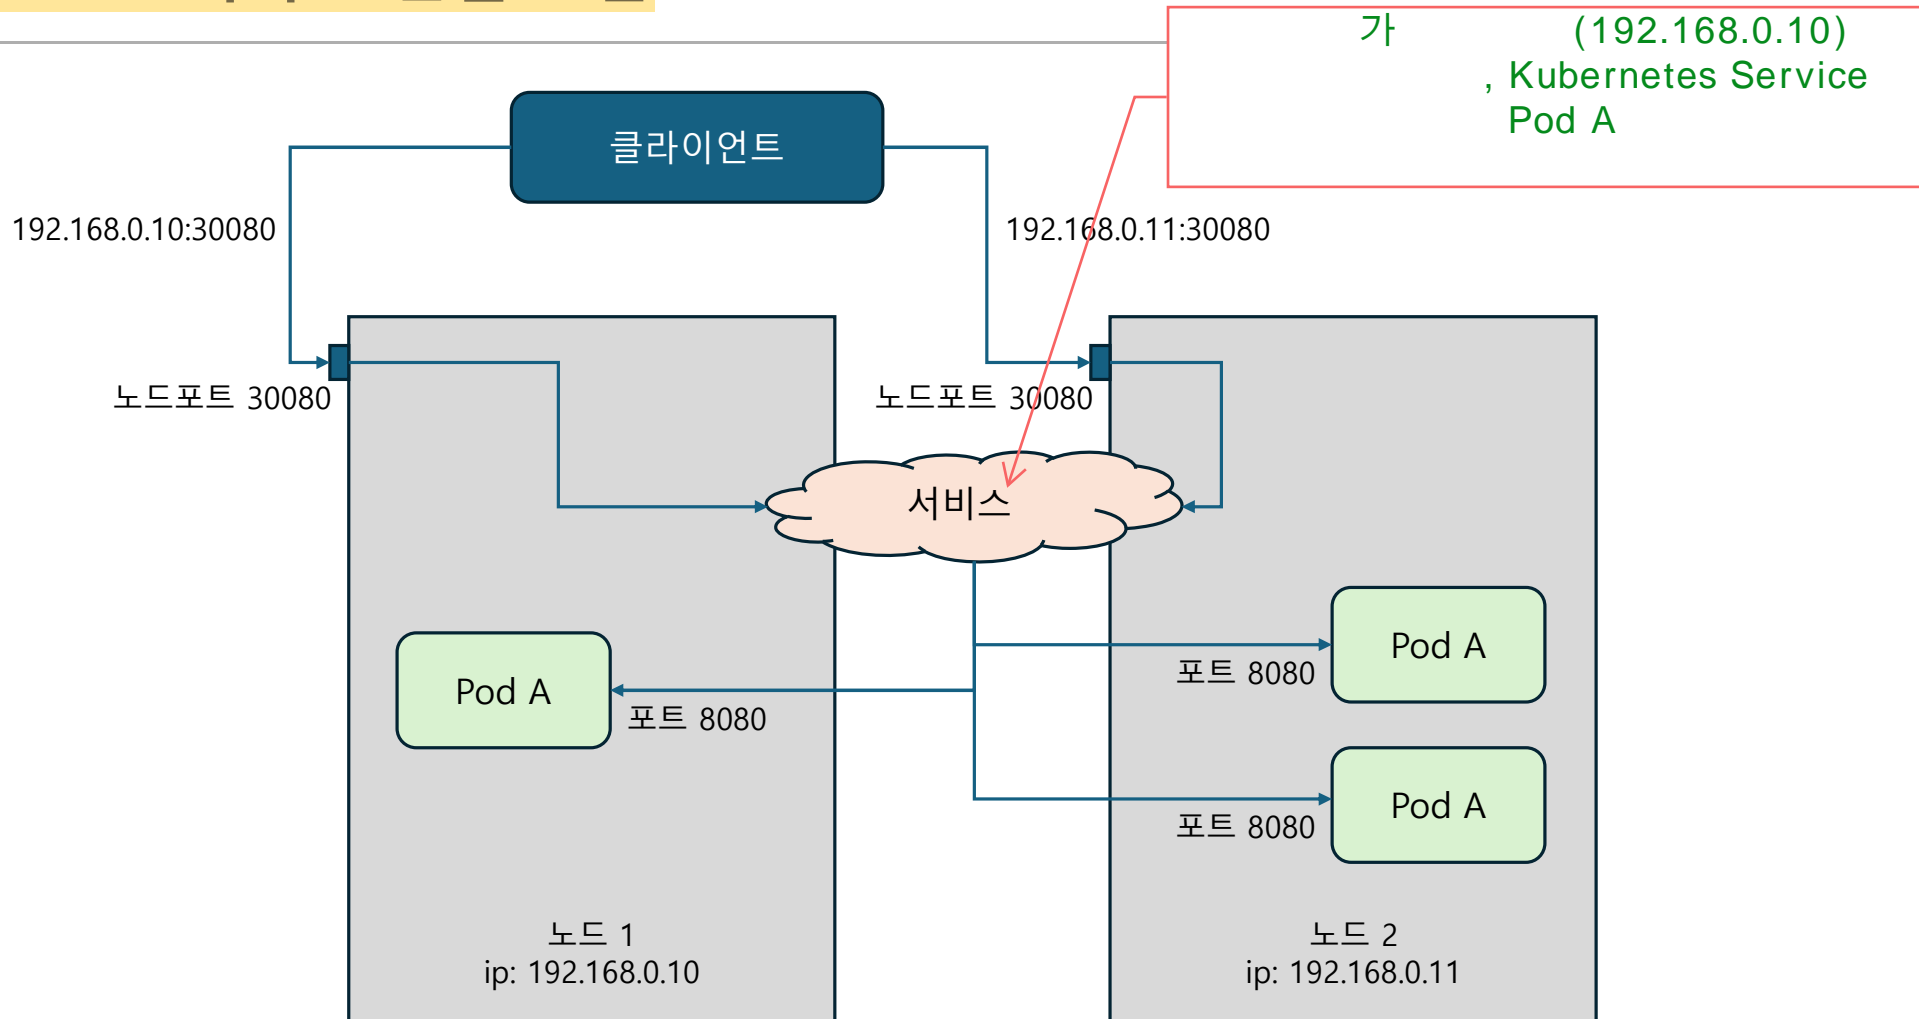 가 (192.168.0.10)
, Kubernetes Service
Pod A
클라이언트
192.168.0.10:30080
192.168.0.11:30080
노드포트 30080
노드포트 30080
서비스
Pod A
포트 8080
Pod A
포트 8080
Pod A
포트 8080
노드 1
ip: 192.168.0.10
노드 2
ip: 192.168.0.11